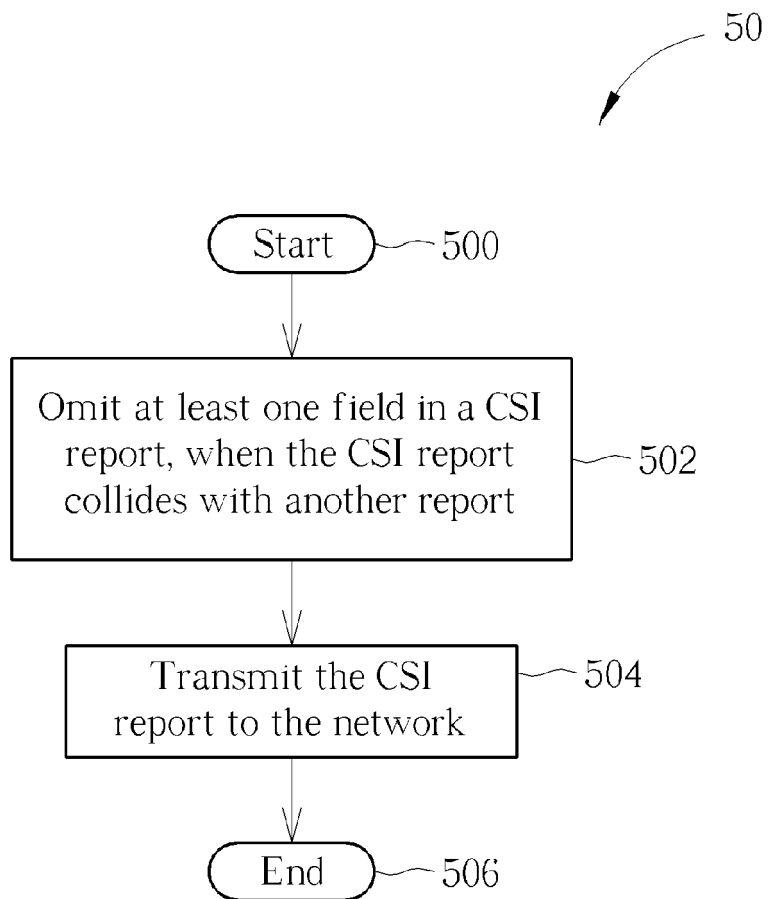 50
Start
500
Omit at least one field in a CSI
report, when the CSI report
collides with another report
502
Transmit the CSI
report to the network
504
End
506